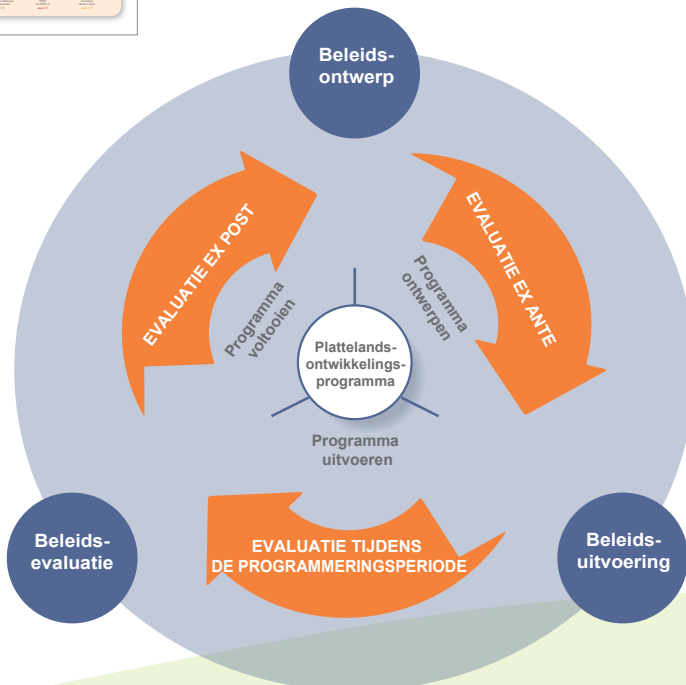 Beleids-
ontwerp
EVALUATIE EX POST
EVALUATIE EX ANTE
Programma
voltooien
Programma
ontwerpen
Plattelands-
ontwikkelings-
programma
Programma
uitvoeren
Beleids-
evaluatie
EVALUATIE TIJDENS
DE PROGRAMMERINGSPERIODE
Beleids-
uitvoering